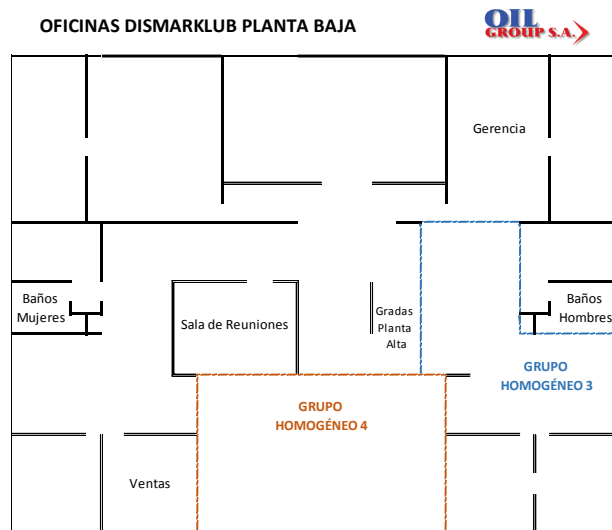 OFICINAS DISMARKLUB PLANTA BAJA
OIL
GROUP S.A.
Gerencia
Baños
Mujeres
Sala de Reuniones
Gradas
Planta
Alta
Baños
Hombres
GRUPO
HOMOGÉNEO 3
GRUPO
HOMOGÉNEO 4
Ventas